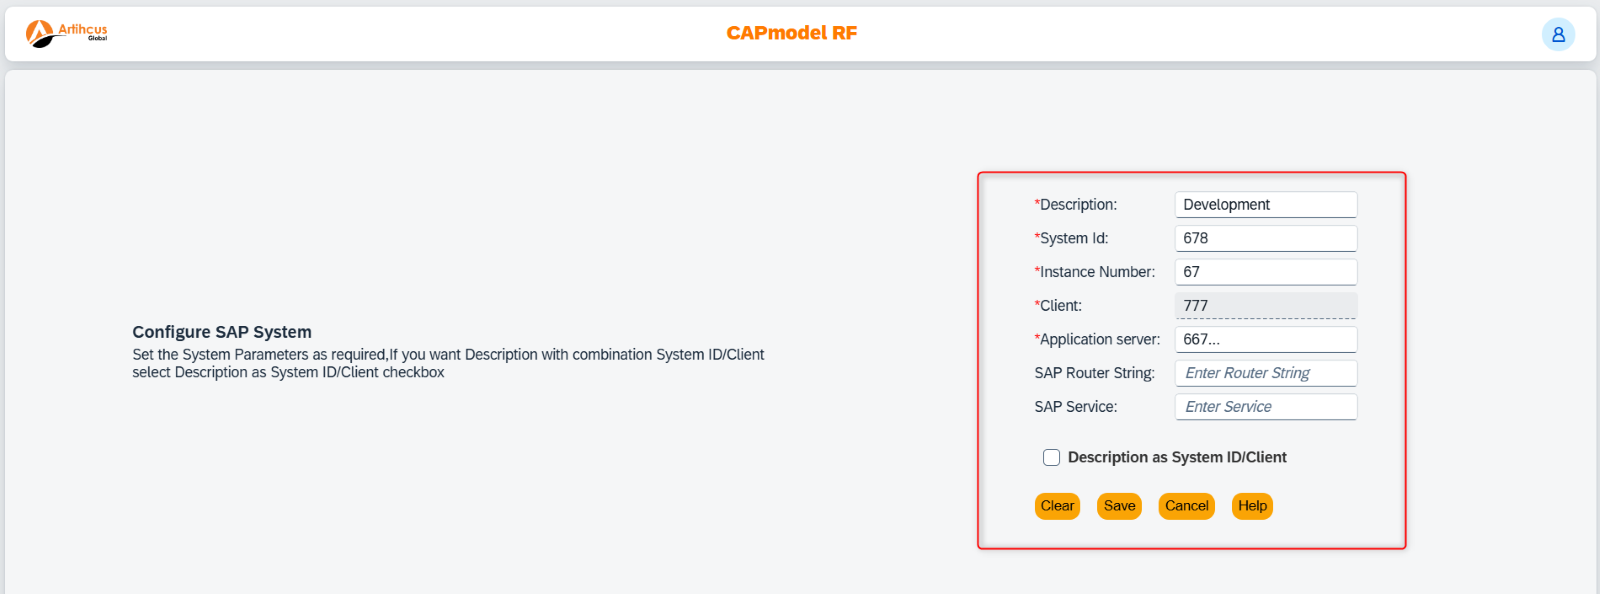 Artihcus
Global
CAPmodel RF
Configure SAP System
Set the System Parameters as required,If you want Description with combination System ID/Client
select Description as System ID/Client checkbox
*Description: Development
*System Id: 678
*Instance Number: 67
*Client: 777
*Application server: 667...
SAP Router String: Enter Router String
SAP Service: Enter Service
Description as System ID/Client
Clear Save Cancel Help